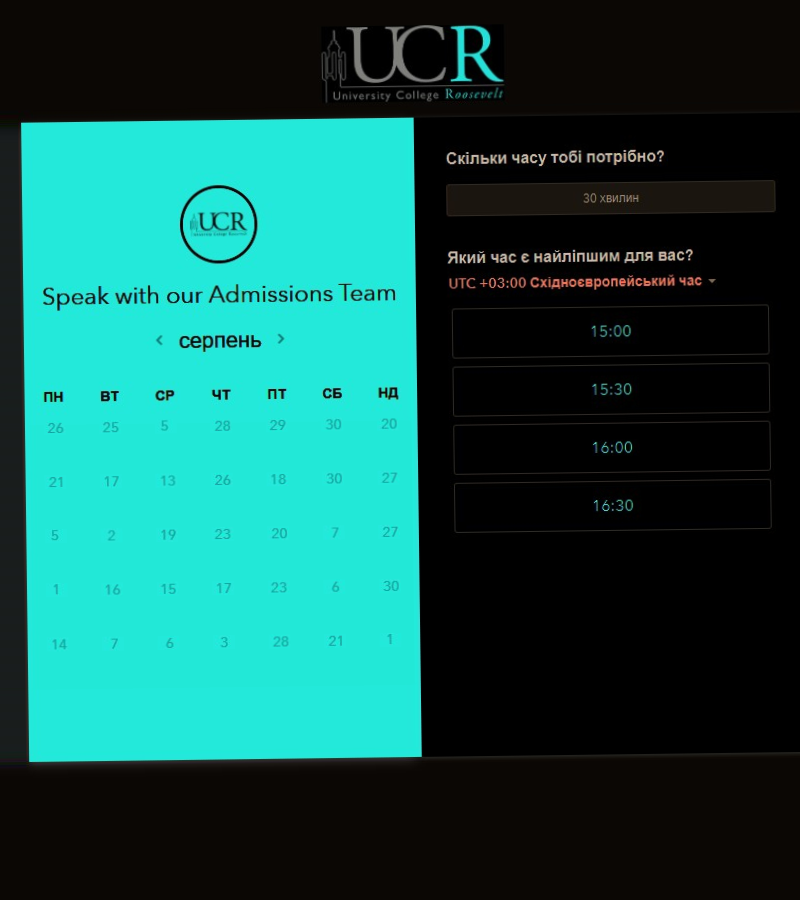 UCR
University College Roosevelt
UCR
Speak with our Admissions Team
серпень
ПН ВТ СР ЧТ ПТ СБ НД
26 25 5 28 29 30 20
21 17 13 26 18 30 27
5 2 19 23 20 7 27
1 16 15 17 23 6 30
14 7 6 3 28 21 1
Скільки часу тобі потрібно?
30 хвилин
Який час є найліпшим для вас?
UTC +03:00 Східноєвропейський час
15:00
15:30
16:00
16:30